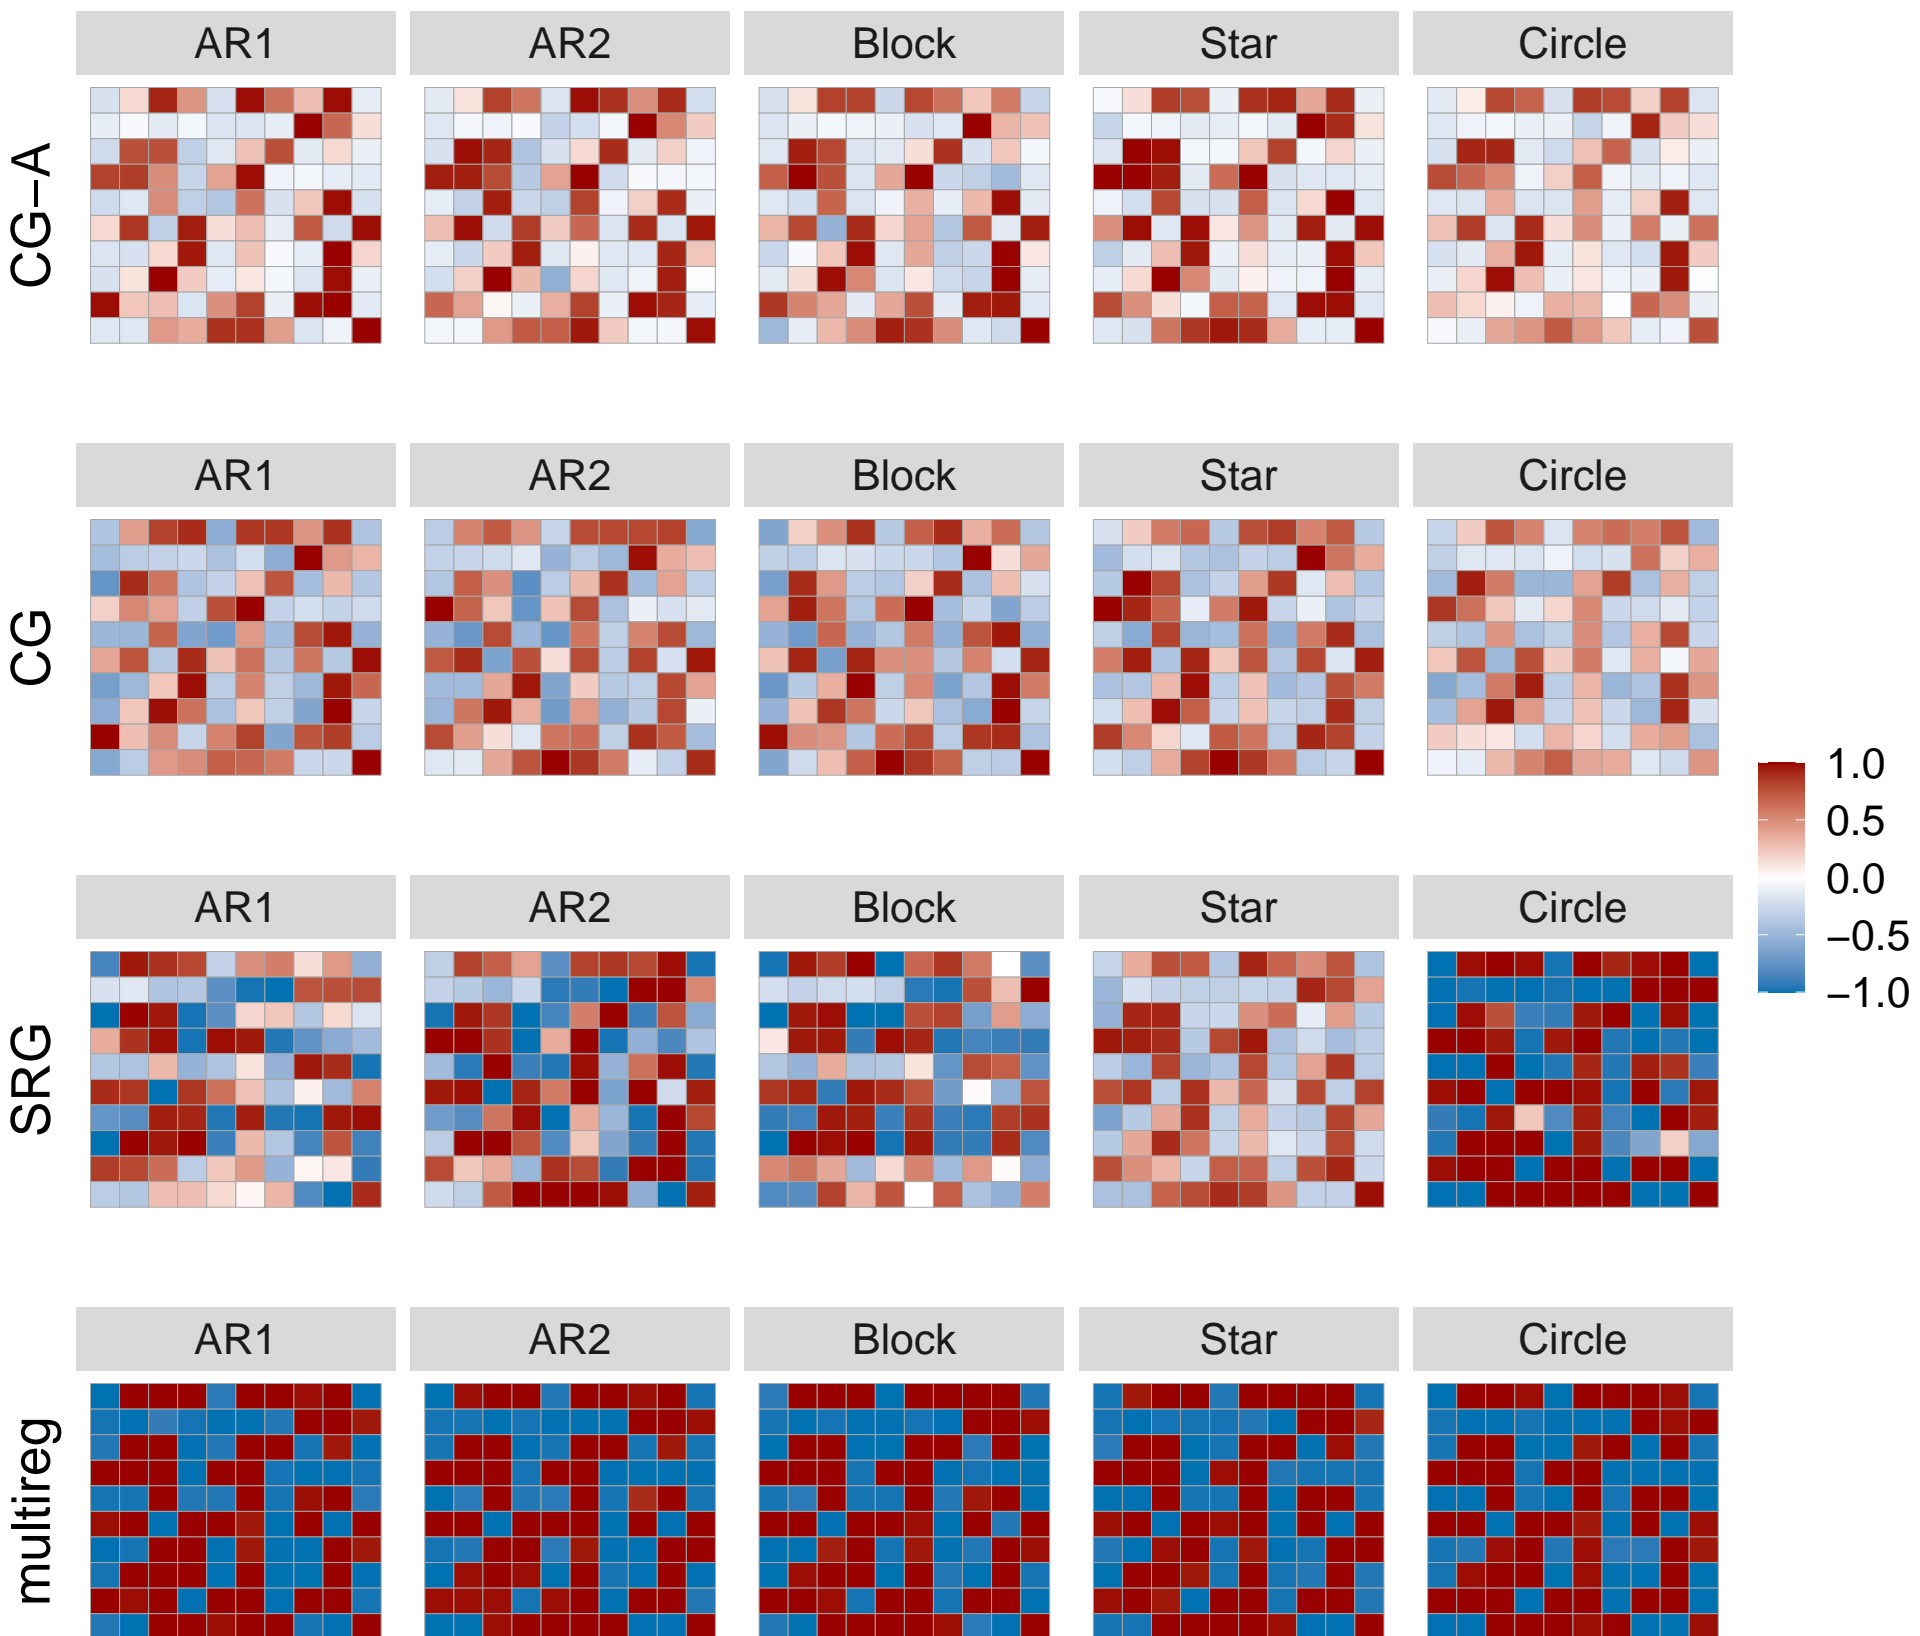 AR1 AR2 Block Star Circle
CG−A
AR1 AR2 Block Star Circle
CG
1.0
0.5
0.0
−0.5
−1.0
AR1 AR2 Block Star Circle
SRG
AR1 AR2 Block Star Circle
multireg